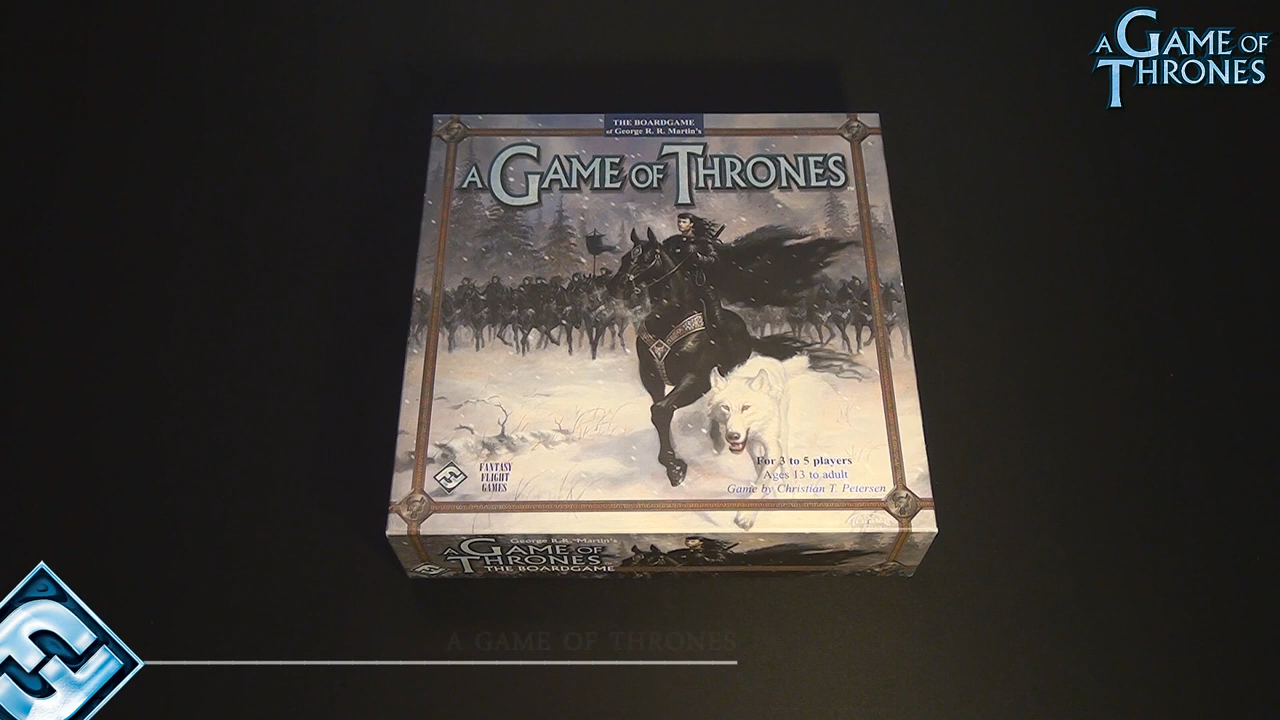 A GAME OF
THRONES
THE BOARDGAME
of George R. R. Martin's
A GAME OF THRONES
FANTASY
FLIGHT
GAMES
For 3 to 5 players
Ages 13 to adult
Game by Christian T. Petersen
George R.R. Martin's
A GAME OF
THRONES
THE BOARDGAME
A GAME OF THRONES